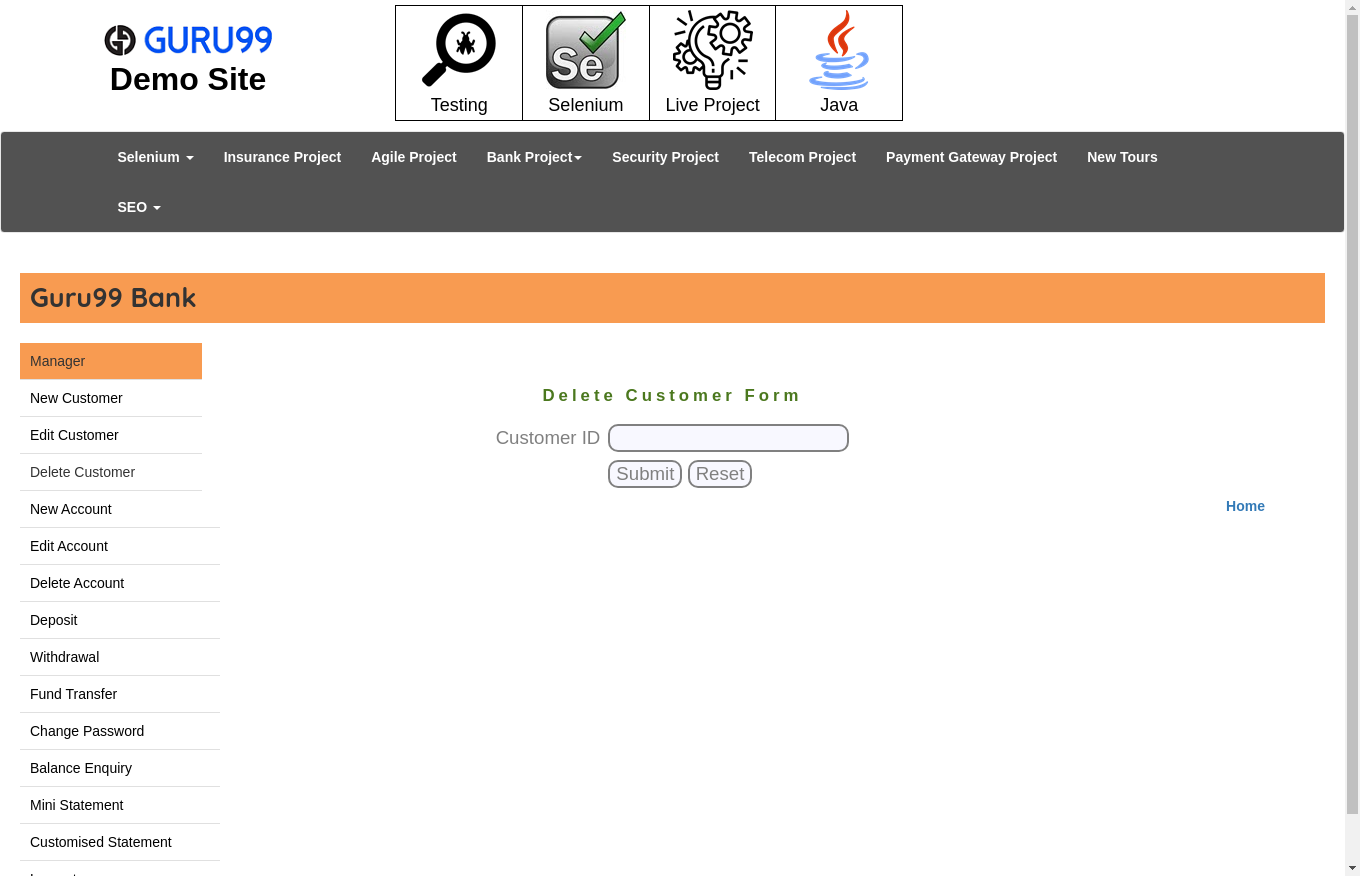 GURU99
Demo Site
Testing
Se
Selenium
Live Project
Java
Selenium
Insurance Project
Agile Project
Bank Project
Security Project
Telecom Project
Payment Gateway Project
New Tours
SEO
Guru99 Bank
Manager
New Customer
Edit Customer
Delete Customer
New Account
Edit Account
Delete Account
Deposit
Withdrawal
Fund Transfer
Change Password
Balance Enquiry
Mini Statement
Customised Statement
Delete Customer Form
Customer ID
Submit Reset
Home